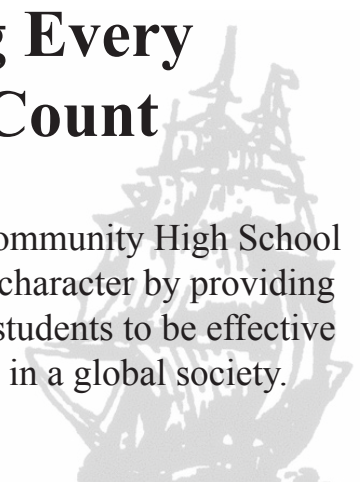 Every
Count
ommunity High School
character by providing
students to be effective
in a global society.